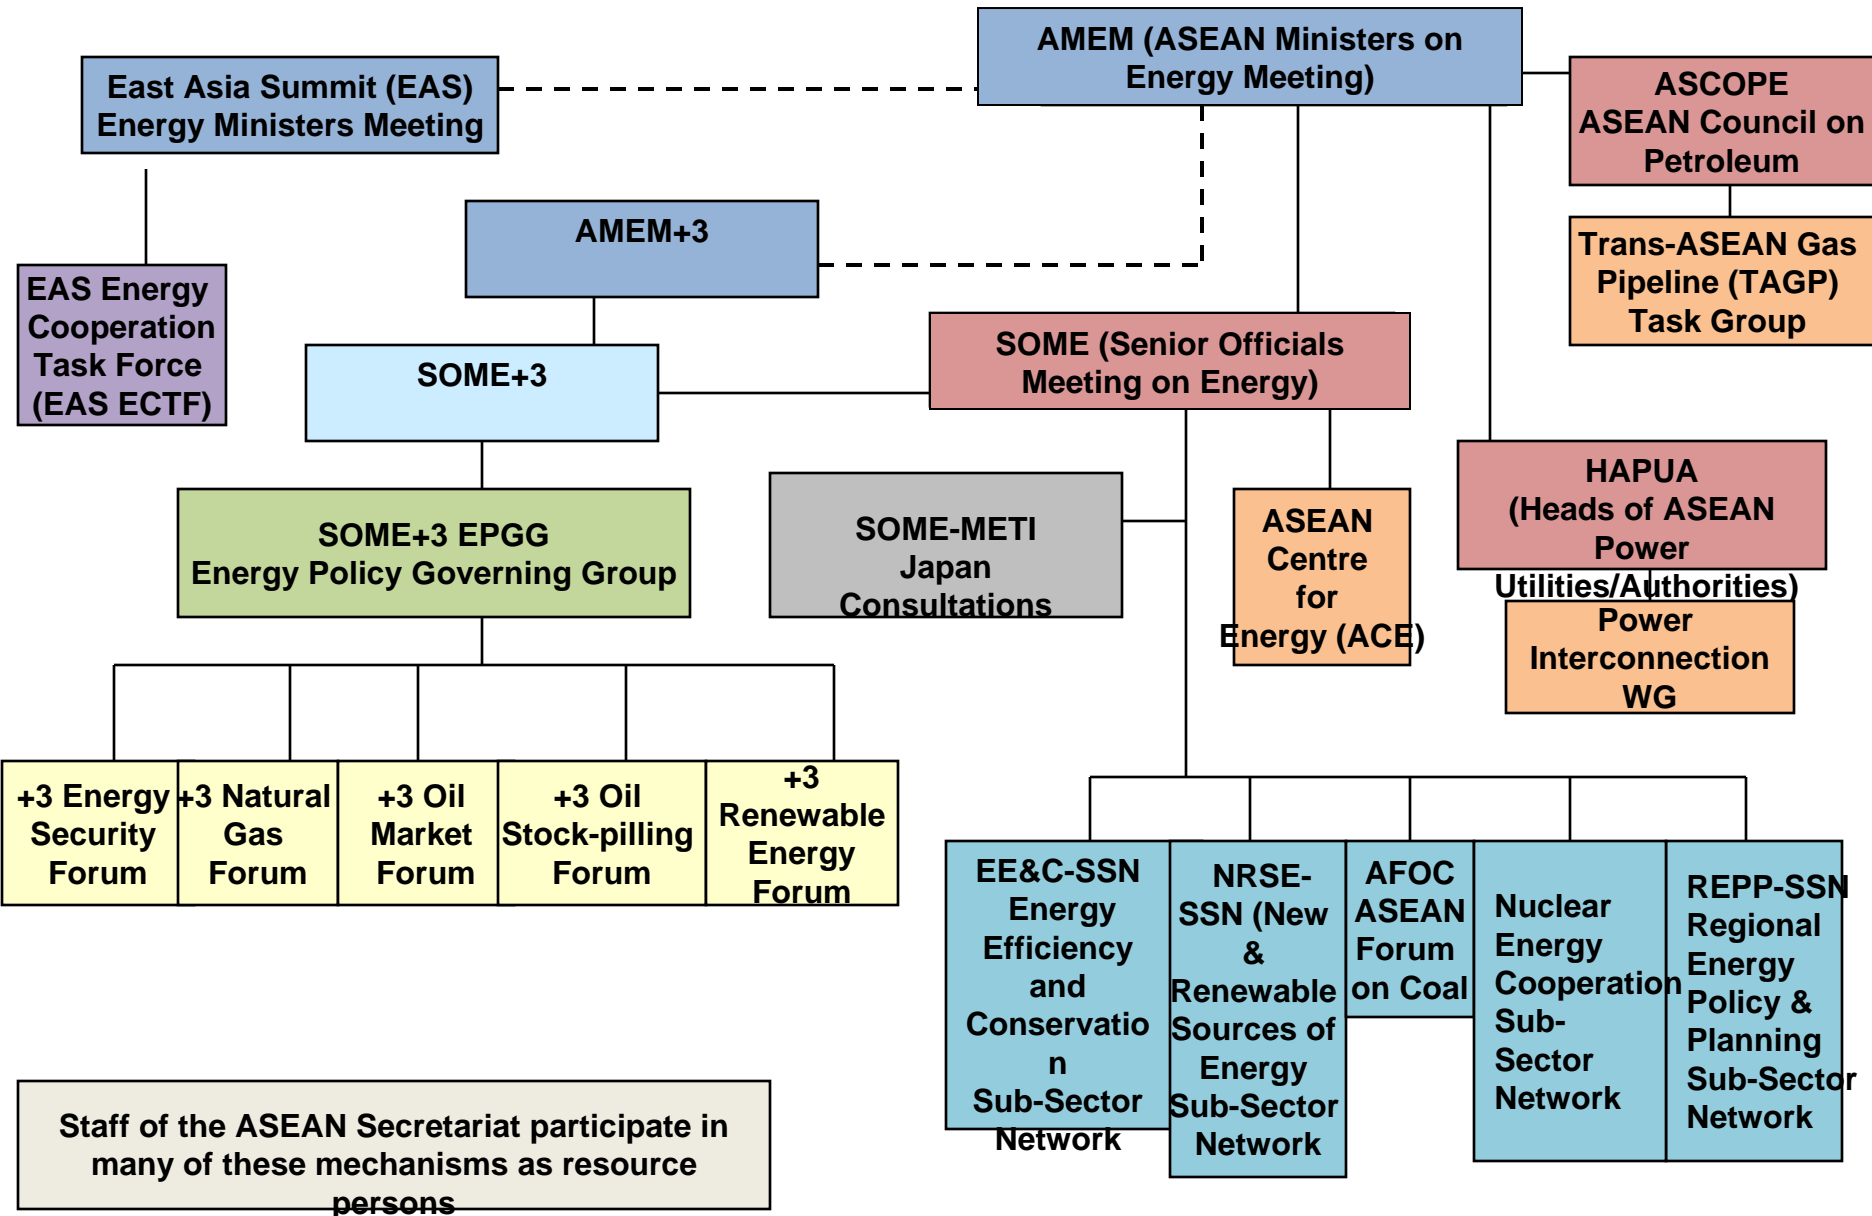 AMEM (ASEAN Ministers on
Energy Meeting)
East Asia Summit (EAS)
Energy Ministers Meeting
ASCOPE
ASEAN Council on
Petroleum
AMEM+3
Trans-ASEAN Gas
Pipeline (TAGP)
Task Group
EAS Energy
Cooperation
Task Force
(EAS ECTF)
SOME+3
SOME (Senior Officials
Meeting on Energy)
SOME+3 EPGG
Energy Policy Governing Group
SOME-METI
Japan
Consultations
ASEAN
Centre
for
Energy (ACE)
HAPUA
(Heads of ASEAN
Power
Utilities/Authorities)
Power
Interconnection
WG
+3 Energy
Security
Forum
+3 Natural
Gas
Forum
+3 Oil
Market
Forum
+3 Oil
Stock-pilling
Forum
+3
Renewable
Energy
Forum
EE&C-SSN
Energy
Efficiency
and
Conservatio
n
Sub-Sector
Network
NRSE-
SSN (New
&
Renewable
Sources of
Energy
Sub-Sector
Network
AFOC
ASEAN
Forum
on Coal
Nuclear
Energy
Cooperation
Sub-
Sector
Network
REPP-SSN
Regional
Energy
Policy &
Planning
Sub-Sector
Network
Staff of the ASEAN Secretariat participate in
many of these mechanisms as resource
persons